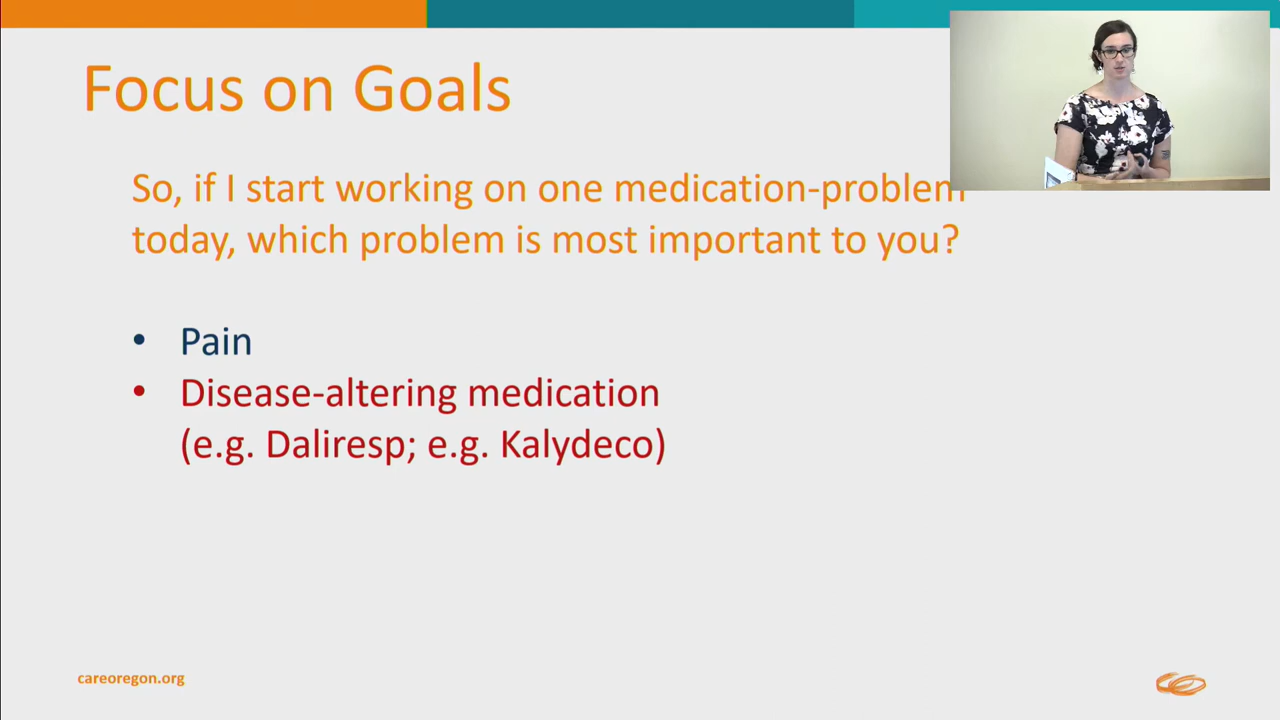 Focus on Goals
So, if I start working on one medication-problem
today, which problem is most important to you?
• Pain
• Disease-altering medication
(e.g. Daliresp; e.g. Kalydeco)
careoregon.org